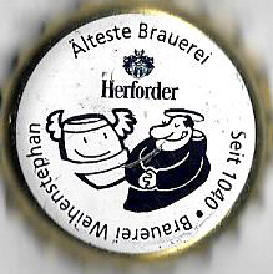 Älteste Brauerei
Herforder
Seit 1040 • Brauerei Weihenstephan